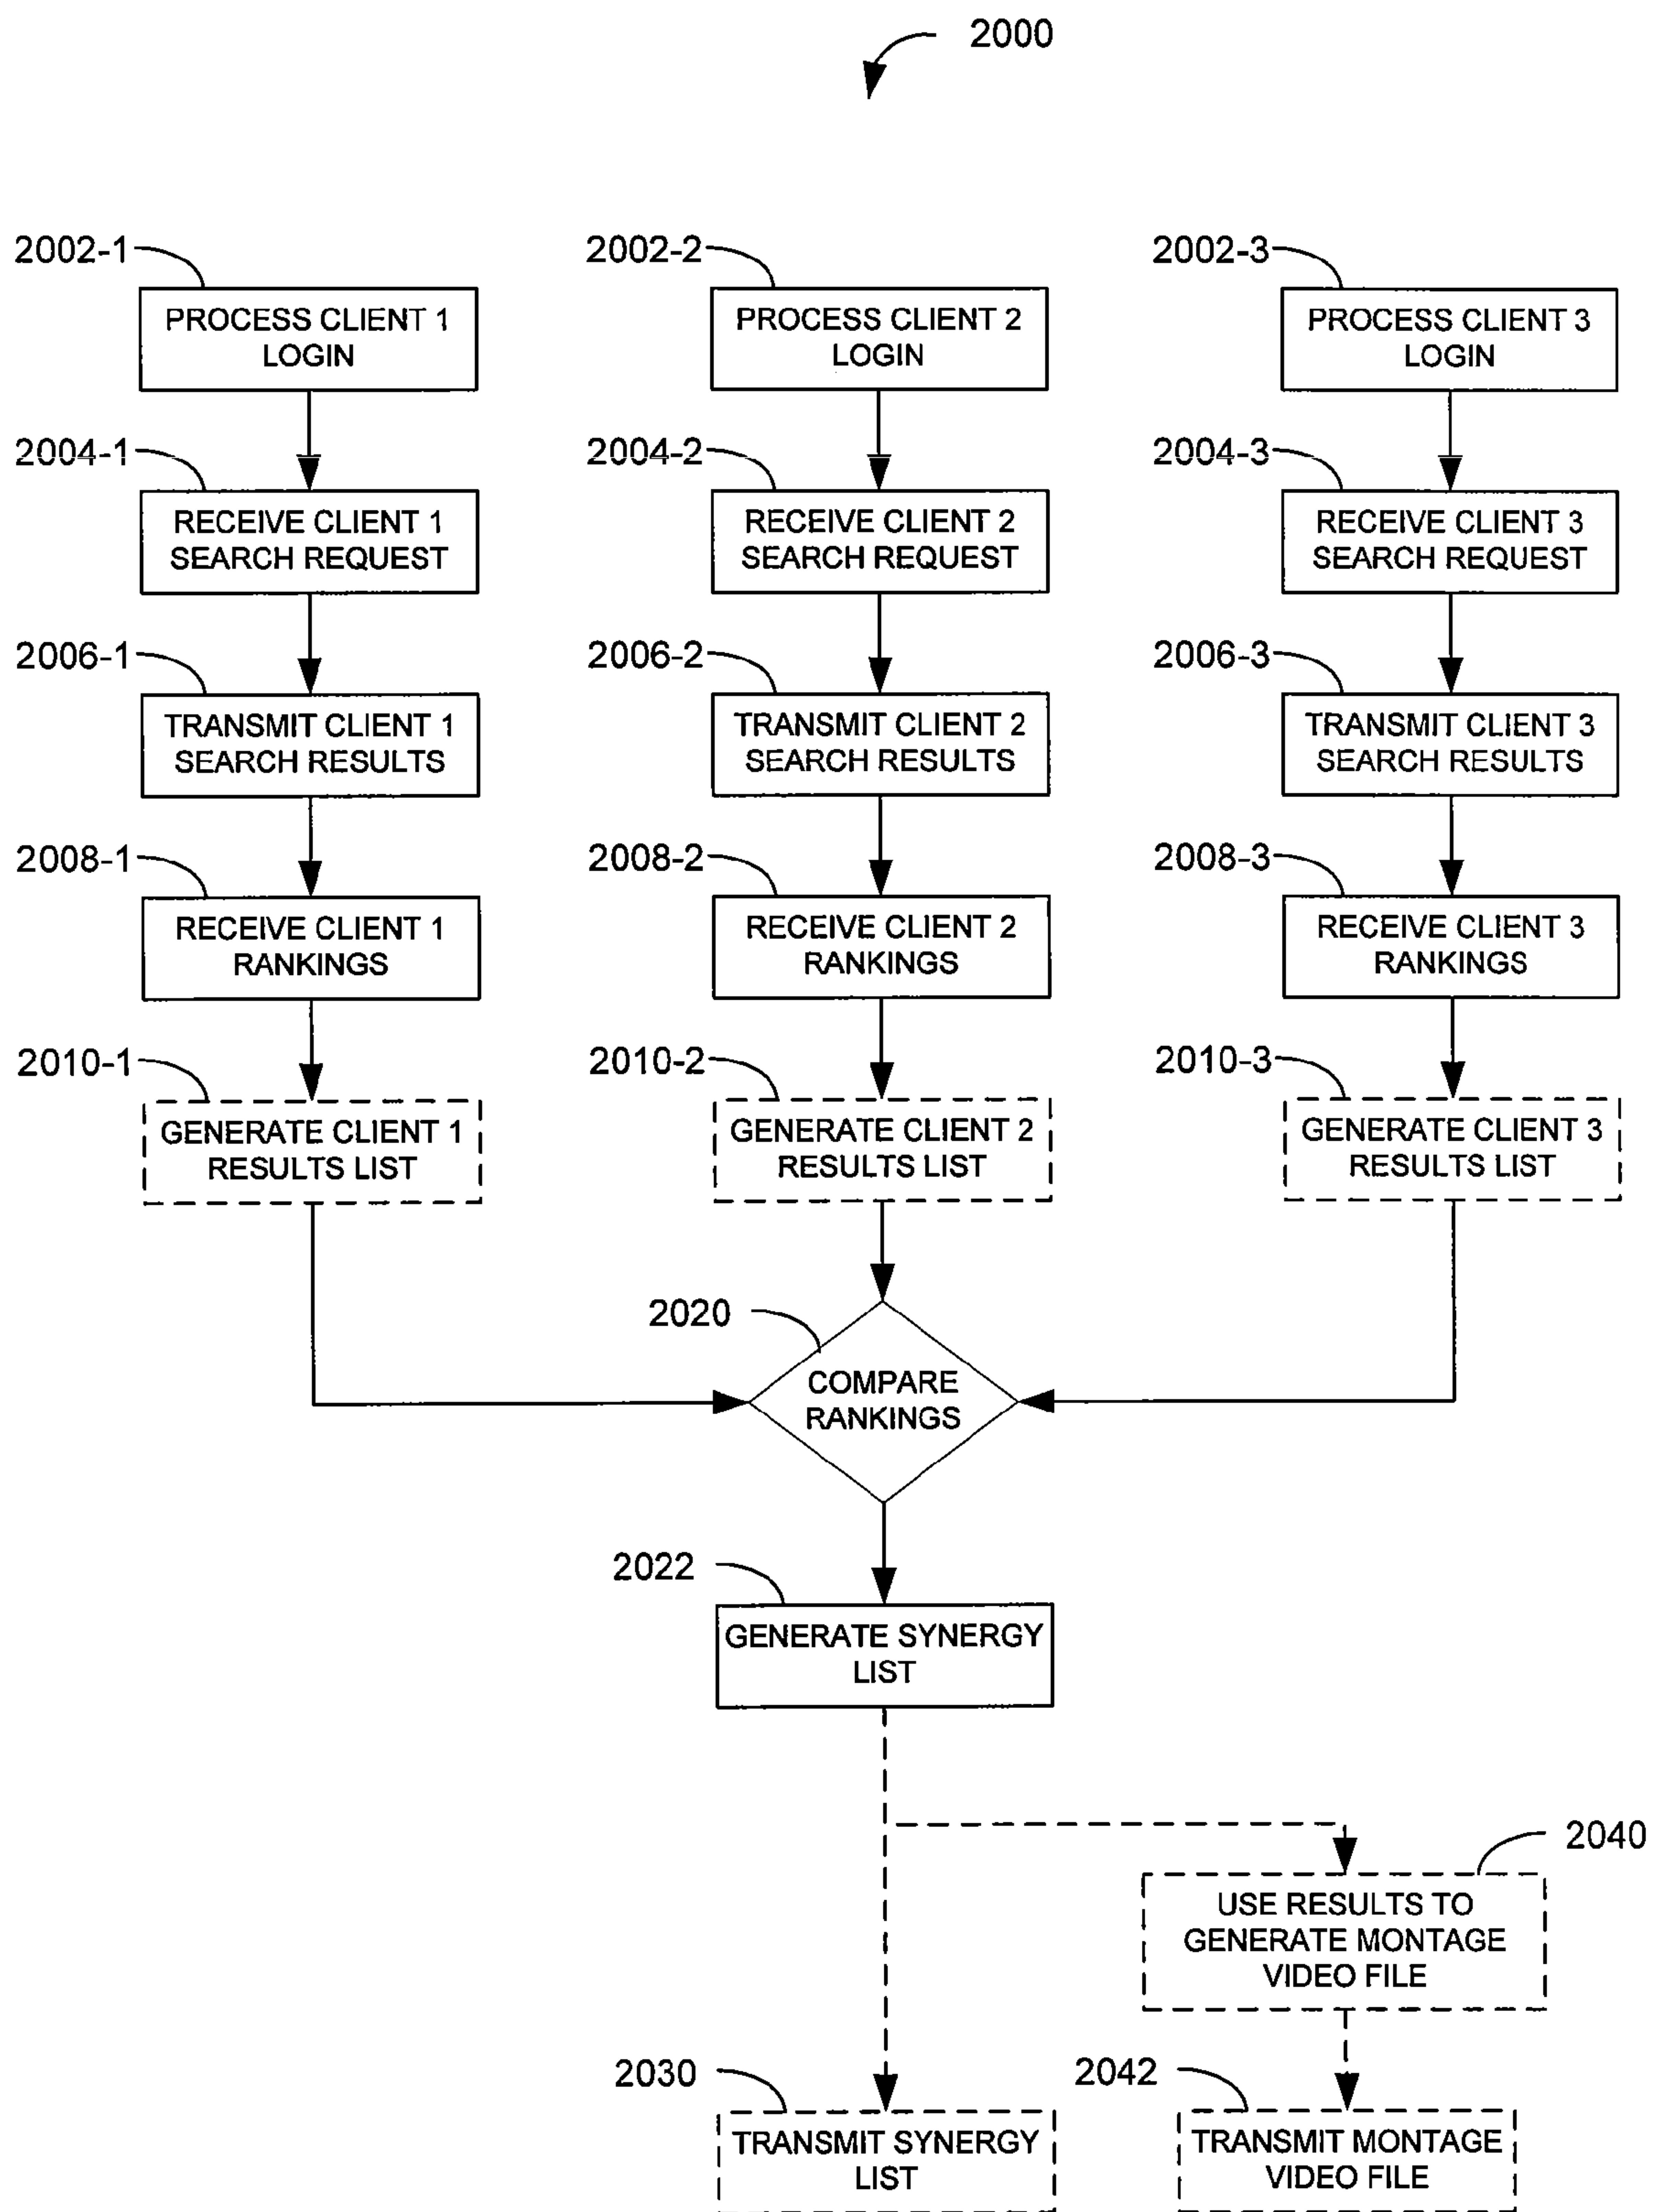 2000
2002-1
2002-2
2002-3
PROCESS CLIENT 1
LOGIN
PROCESS CLIENT 2
LOGIN
PROCESS CLIENT 3
LOGIN
2004-1
2004-2
2004-3
RECEIVE CLIENT 1
SEARCH REQUEST
RECEIVE CLIENT 2
SEARCH REQUEST
RECEIVE CLIENT 3
SEARCH REQUEST
2006-1
2006-2
2006-3
TRANSMIT CLIENT 1
SEARCH RESULTS
TRANSMIT CLIENT 2
SEARCH RESULTS
TRANSMIT CLIENT 3
SEARCH RESULTS
2008-1
2008-2
2008-3
RECEIVE CLIENT 1
RANKINGS
RECEIVE CLIENT 2
RANKINGS
RECEIVE CLIENT 3
RANKINGS
2010-1
2010-2
2010-3
GENERATE CLIENT 1
RESULTS LIST
GENERATE CLIENT 2
RESULTS LIST
GENERATE CLIENT 3
RESULTS LIST
2020
COMPARE
RANKINGS
2022
GENERATE SYNERGY
LIST
2040
USE RESULTS TO
GENERATE MONTAGE
VIDEO FILE
2030
2042
TRANSMIT SYNERGY
LIST
TRANSMIT MONTAGE
VIDEO FILE